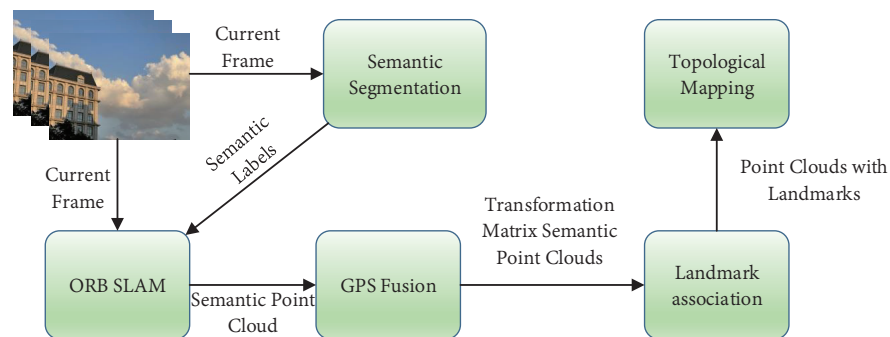 Current
Frame
Semantic
Segmentation
Topological
Mapping
Semantic
Labels
Current
Frame
Point Clouds with
Landmarks
Transformation
Matrix Semantic
Point Clouds
ORB SLAM
Semantic Point
Cloud
GPS Fusion
Landmark
association